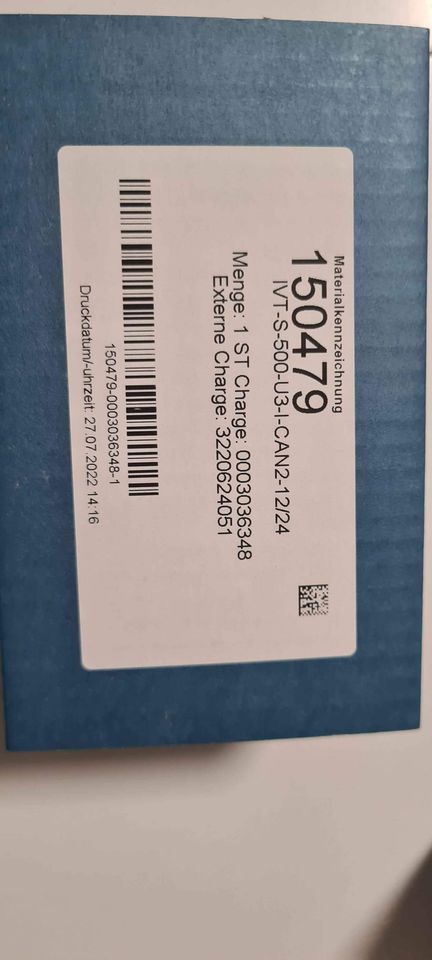 Materialkennzeichnung
150479
IVT-S-500-U3-I-CAN2-12/24
Menge: 1 ST Charge: 0003036348
Externe Charge: 3220624051
150479-0003036348-1
Druckdatum/-uhrzeit: 27.07.2022 14:16